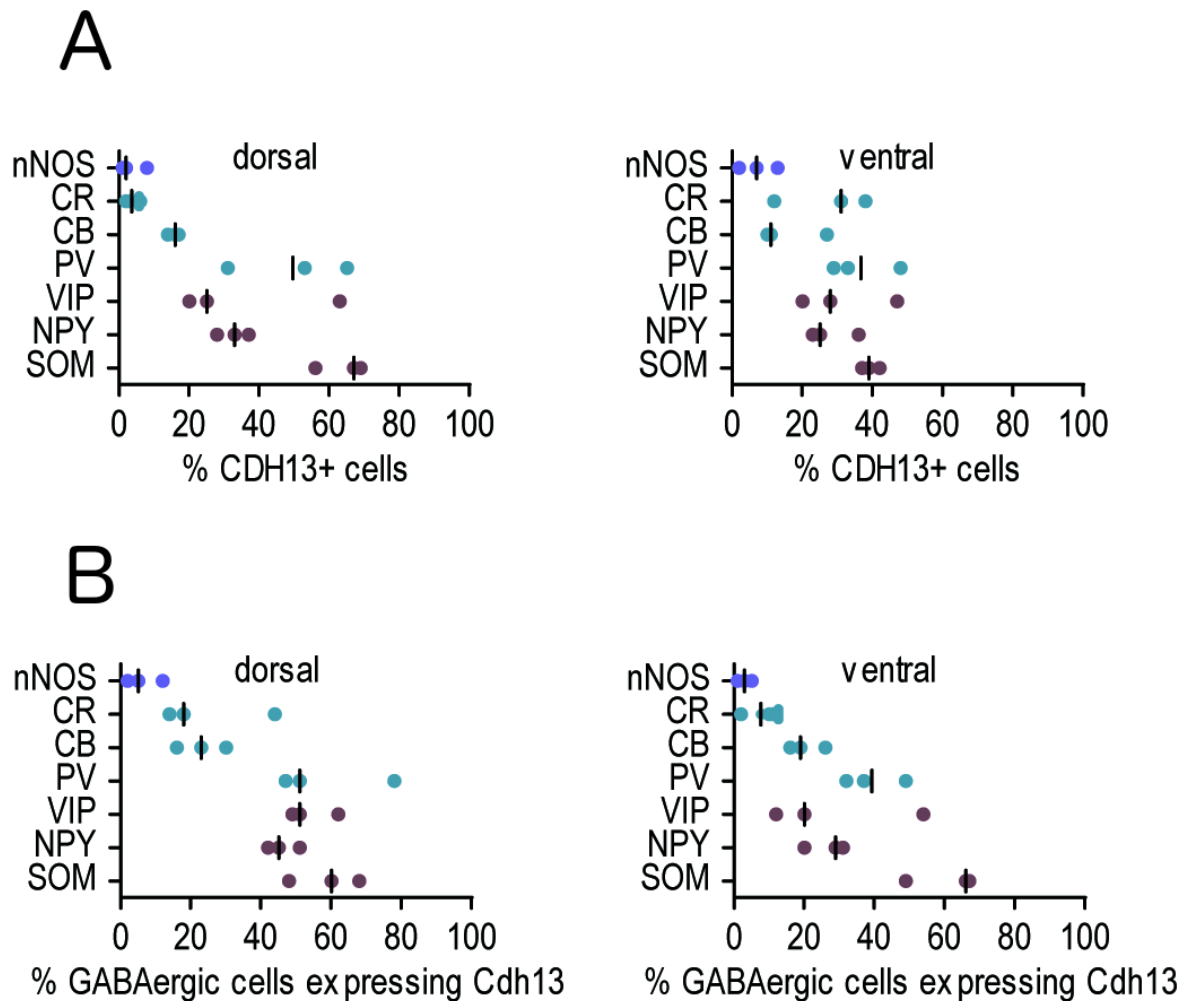 A
dorsal
nNOS
CR
CB
PV
VIP
NPY
SOM
0 20 40 60 80 100
% CDH13+ cells
ventral
nNOS
CR
CB
PV
VIP
NPY
SOM
0 20 40 60 80 100
% CDH13+ cells
B
dorsal
nNOS
CR
CB
PV
VIP
NPY
SOM
0 20 40 60 80 100
% GABAergic cells expressing Cdh13
ventral
nNOS
CR
CB
PV
VIP
NPY
SOM
0 20 40 60 80 100
% GABAergic cells expressing Cdh13